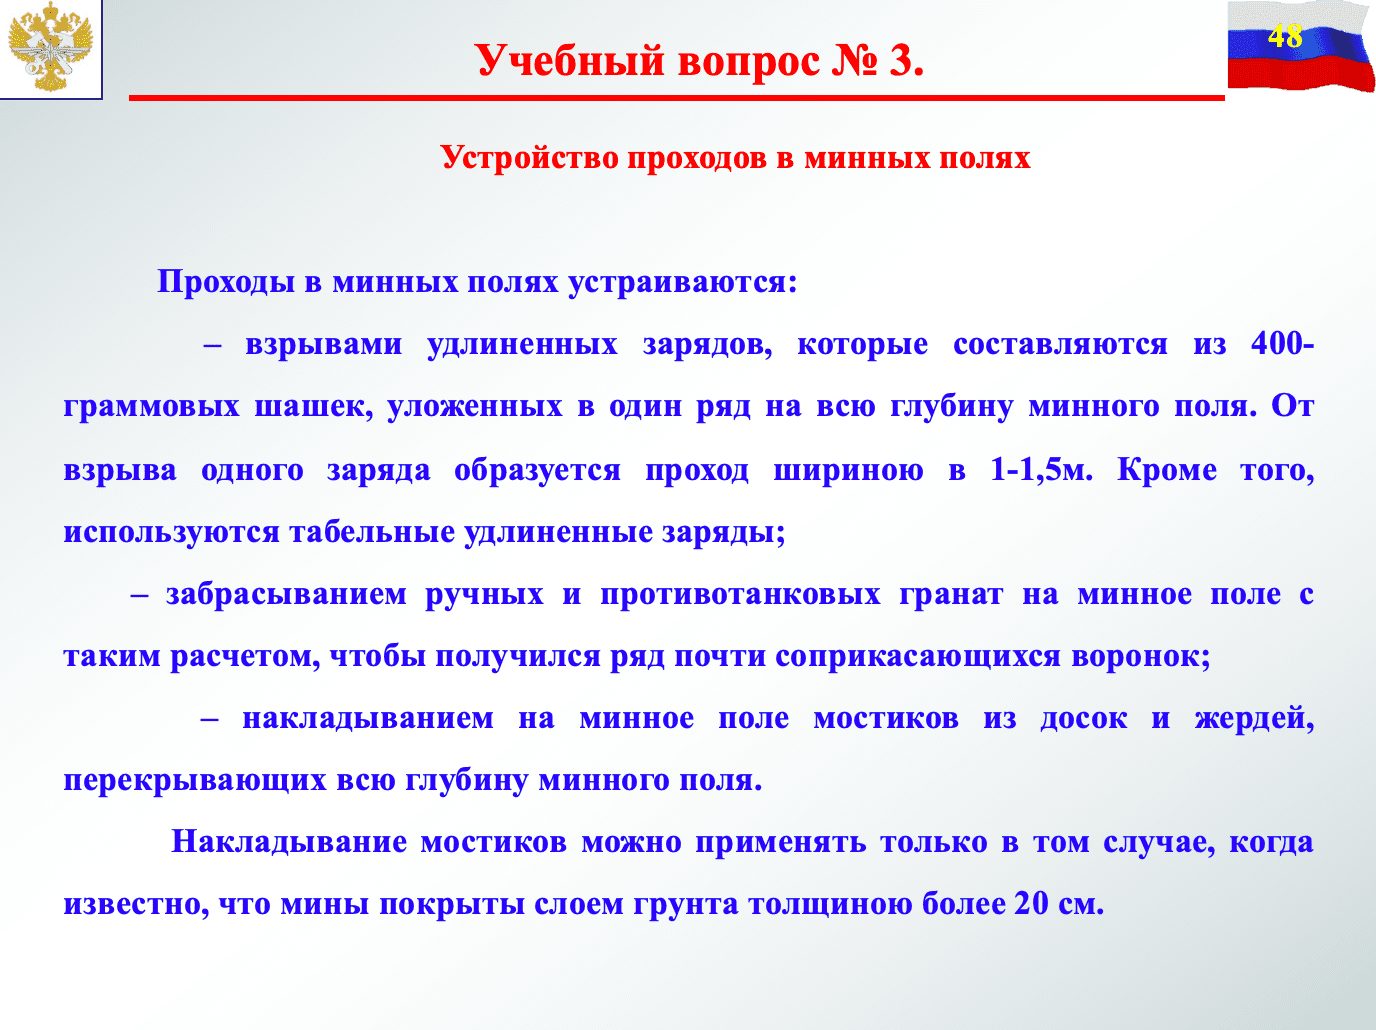 48
Учебный вопрос № 3.
Устройство проходов в минных полях
Проходы в минных полях устраиваются:
– взрывами удлиненных зарядов, которые составляются из 400-
граммовых шашек, уложенных в один ряд на всю глубину минного поля. От
взрыва одного заряда образуется проход шириною в 1-1,5м. Кроме того,
используются табельные удлиненные заряды;
– забрасыванием ручных и противотанковых гранат на минное поле с
таким расчетом, чтобы получился ряд почти соприкасающихся воронок;
– накладыванием на минное поле мостиков из досок и жердей,
перекрывающих всю глубину минного поля.
Накладывание мостиков можно применять только в том случае, когда
известно, что мины покрыты слоем грунта толщиною более 20 см.